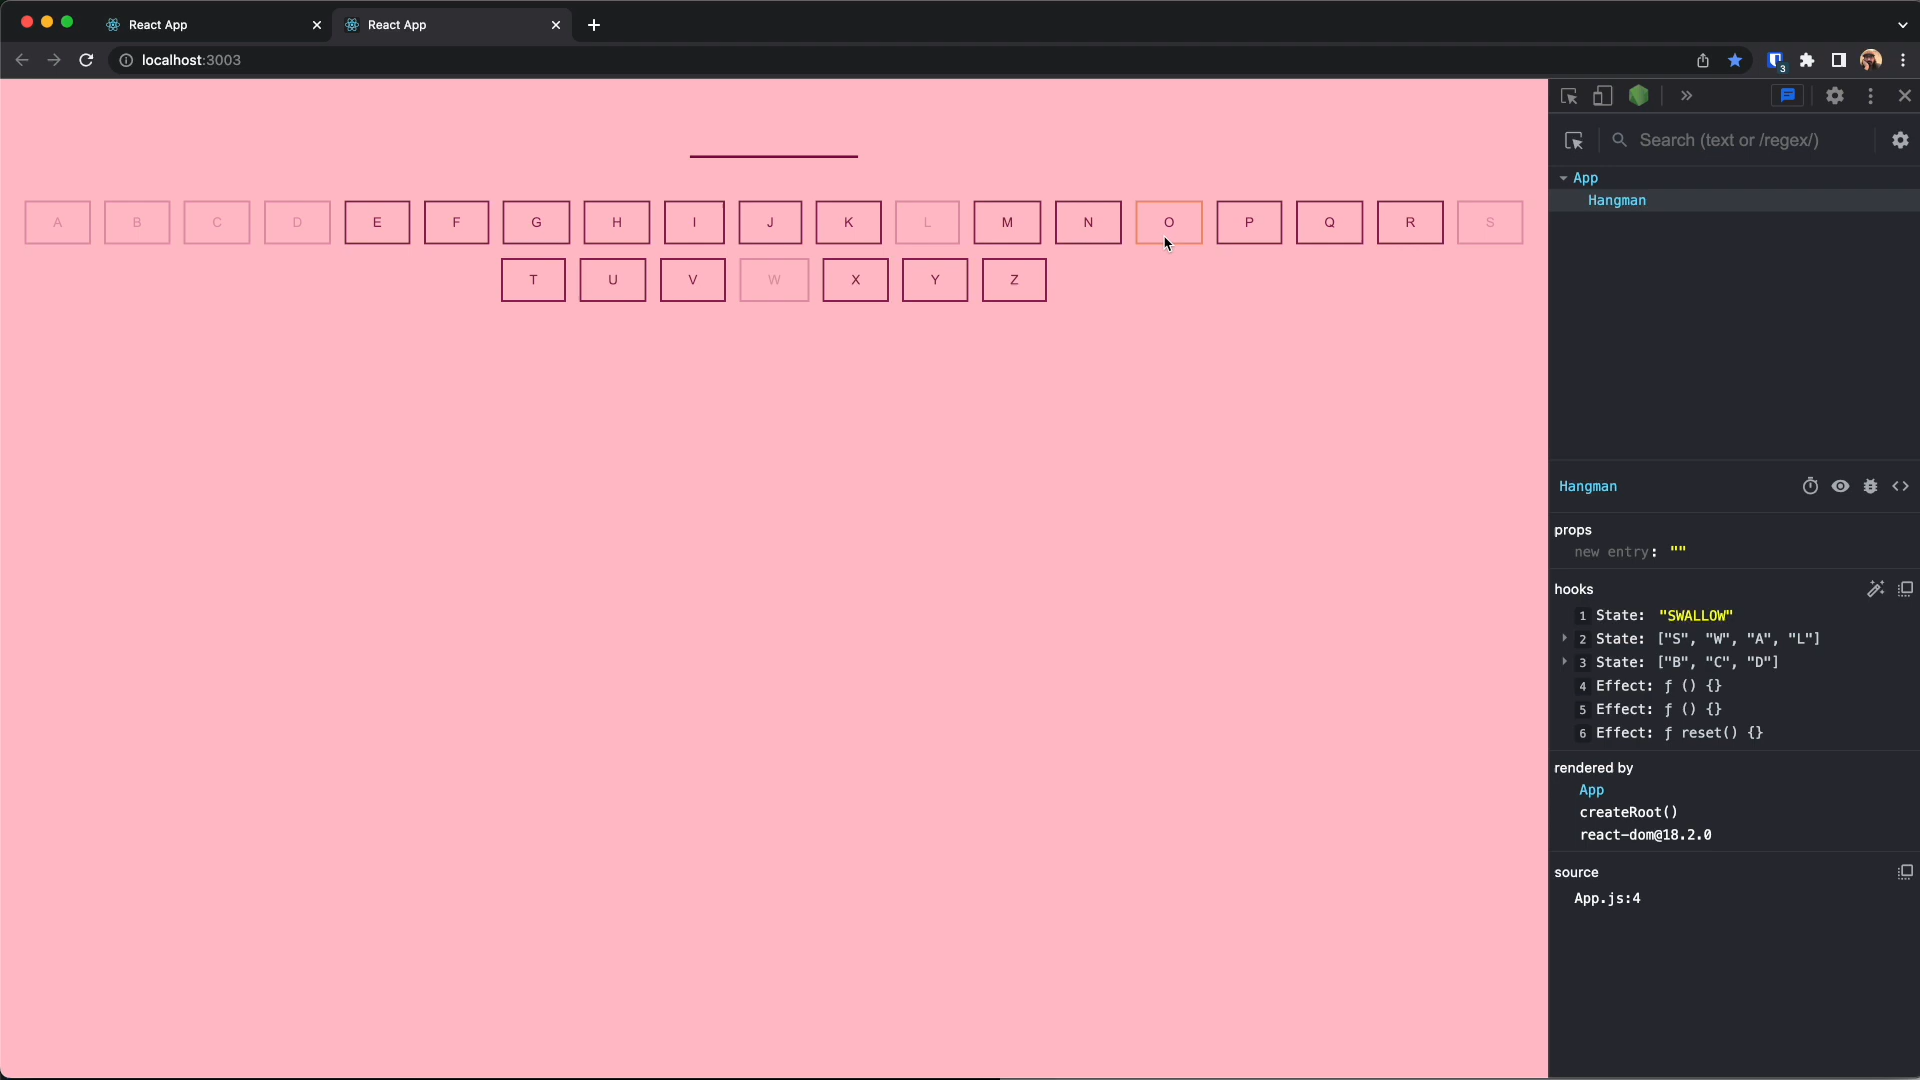 React App
React App
localhost:3003
3
Search (text or /regex/)
App
Hangman
A B C D E F G H I J K L M N O P Q R S
T U V W X Y Z
Hangman
props
new entry: ""
hooks
1 State: "SWALLOW"
2 State: ["S", "W", "A", "L"]
3 State: ["B", "C", "D"]
4 Effect: ƒ () {}
5 Effect: ƒ () {}
6 Effect: ƒ reset() {}
rendered by
App
createRoot()
react-dom@18.2.0
source
App.js:4